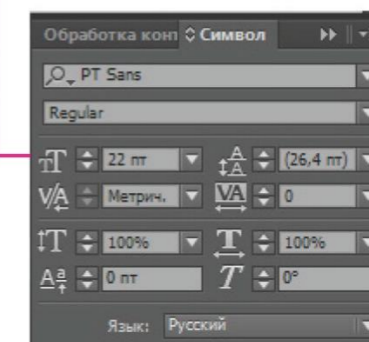 Обработка конт Символ
PT Sans
Regular
22 пт (26,4 пт)
Метрич. 0
100% 100%
0 пт 0°
Язык: Русский